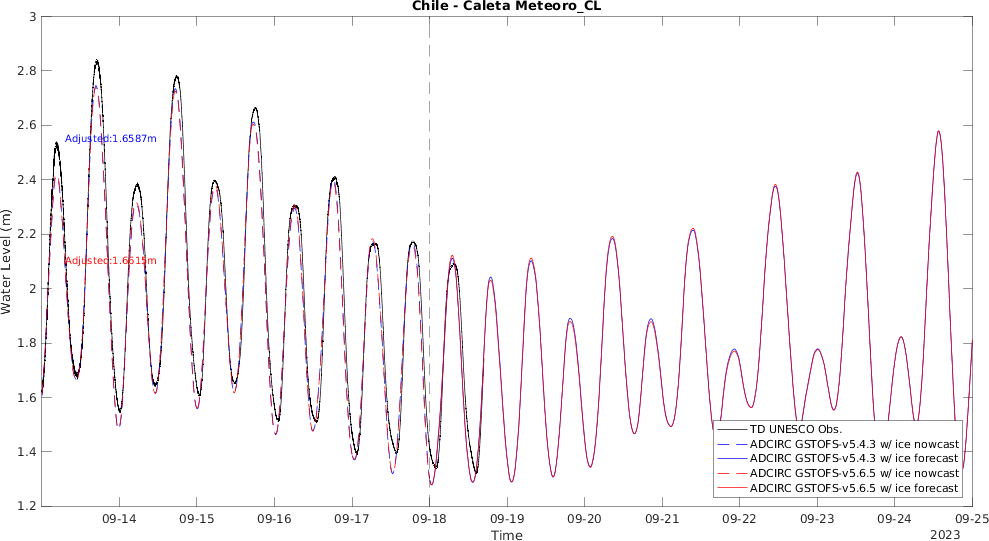 Chile - Caleta Meteoro_CL
Water Level (m)
3
2.8
2.6
2.4
2.2
2
1.8
1.6
1.4
1.2
Adjusted:1.6587m
Adjusted:1.6515m
TD UNESCO Obs.
ADCIRC GSTOFS-v5.4.3 w/ ice nowcast
ADCIRC GSTOFS-v5.4.3 w/ ice forecast
ADCIRC GSTOFS-v5.6.5 w/ ice nowcast
ADCIRC GSTOFS-v5.6.5 w/ ice forecast
09-14 09-15 09-16 09-17 09-18 09-19 09-20 09-21 09-22 09-23 09-24 09-25
Time
2023